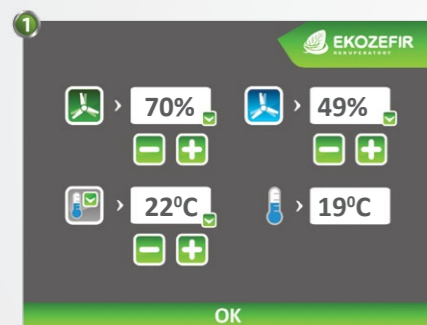 1
EKOZEFIR
REKUPERATORY
> 70% > 49%
> 22⁰C > 19⁰C
OK